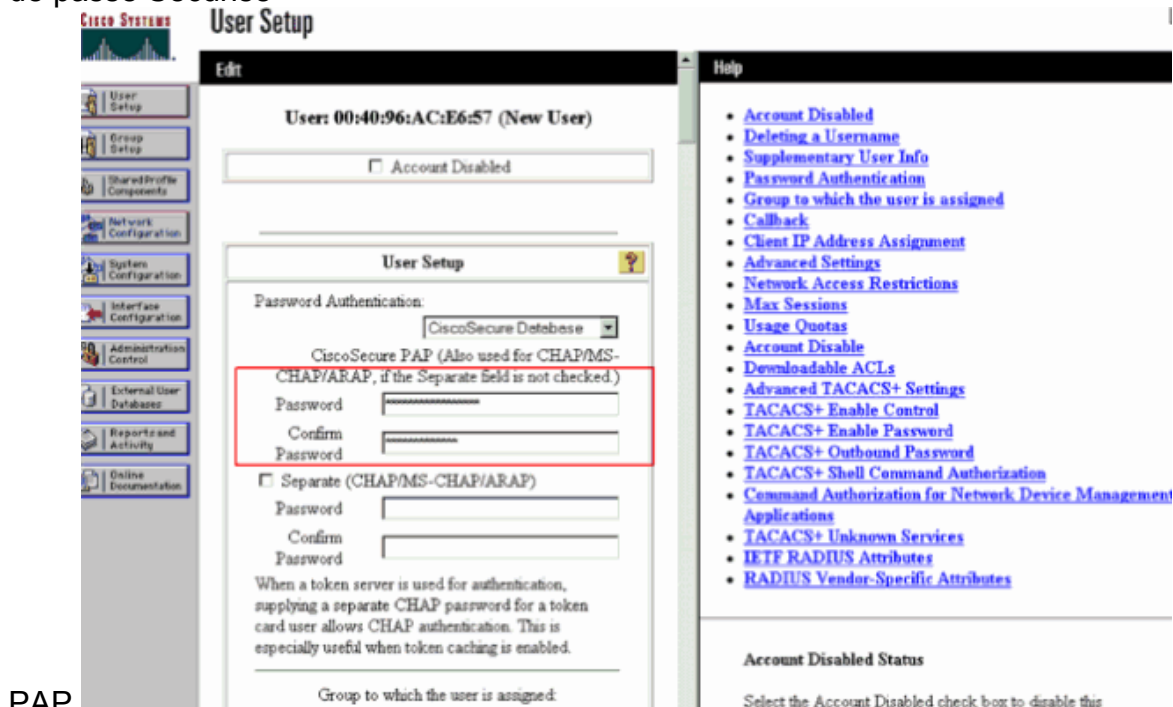 de passe Sécurisé
CISCO SYSTEMS
User Setup
User
Setup
Group
Setup
Shared Profile
Components
Network
Configuration
System
Configuration
Interface
Configuration
Administration
Control
External User
Databases
Reports and
Activity
Online
Documentation
Edit
User: 00:40:96:AC:E6:57 (New User)
Account Disabled
User Setup
?
Password Authentication:
CiscoSecure Database
CiscoSecure PAP (Also used for CHAP/MS-
CHAP/ARAP, if the Separate field is not checked.)
Password
Confirm
Password
Separate (CHAP/MS-CHAP/ARAP)
Password
Confirm
Password
When a token server is used for authentication,
supplying a separate CHAP password for a token
card user allows CHAP authentication. This is
especially useful when token caching is enabled.
Group to which the user is assigned:
Help
Account Disabled
Deleting a Username
Supplementary User Info
Password Authentication
Group to which the user is assigned
Callback
Client IP Address Assignment
Advanced Settings
Network Access Restrictions
Max Sessions
Usage Quotas
Account Disable
Downloadable ACLs
Advanced TACACS+ Settings
TACACS+ Enable Control
TACACS+ Enable Password
TACACS+ Outbound Password
TACACS+ Shell Command Authorization
Command Authorization for Network Device Management
Applications
TACACS+ Unknown Services
IETF RADIUS Attributes
RADIUS Vendor-Specific Attributes
Account Disabled Status
Select the Account Disabled check box to disable this
PAP